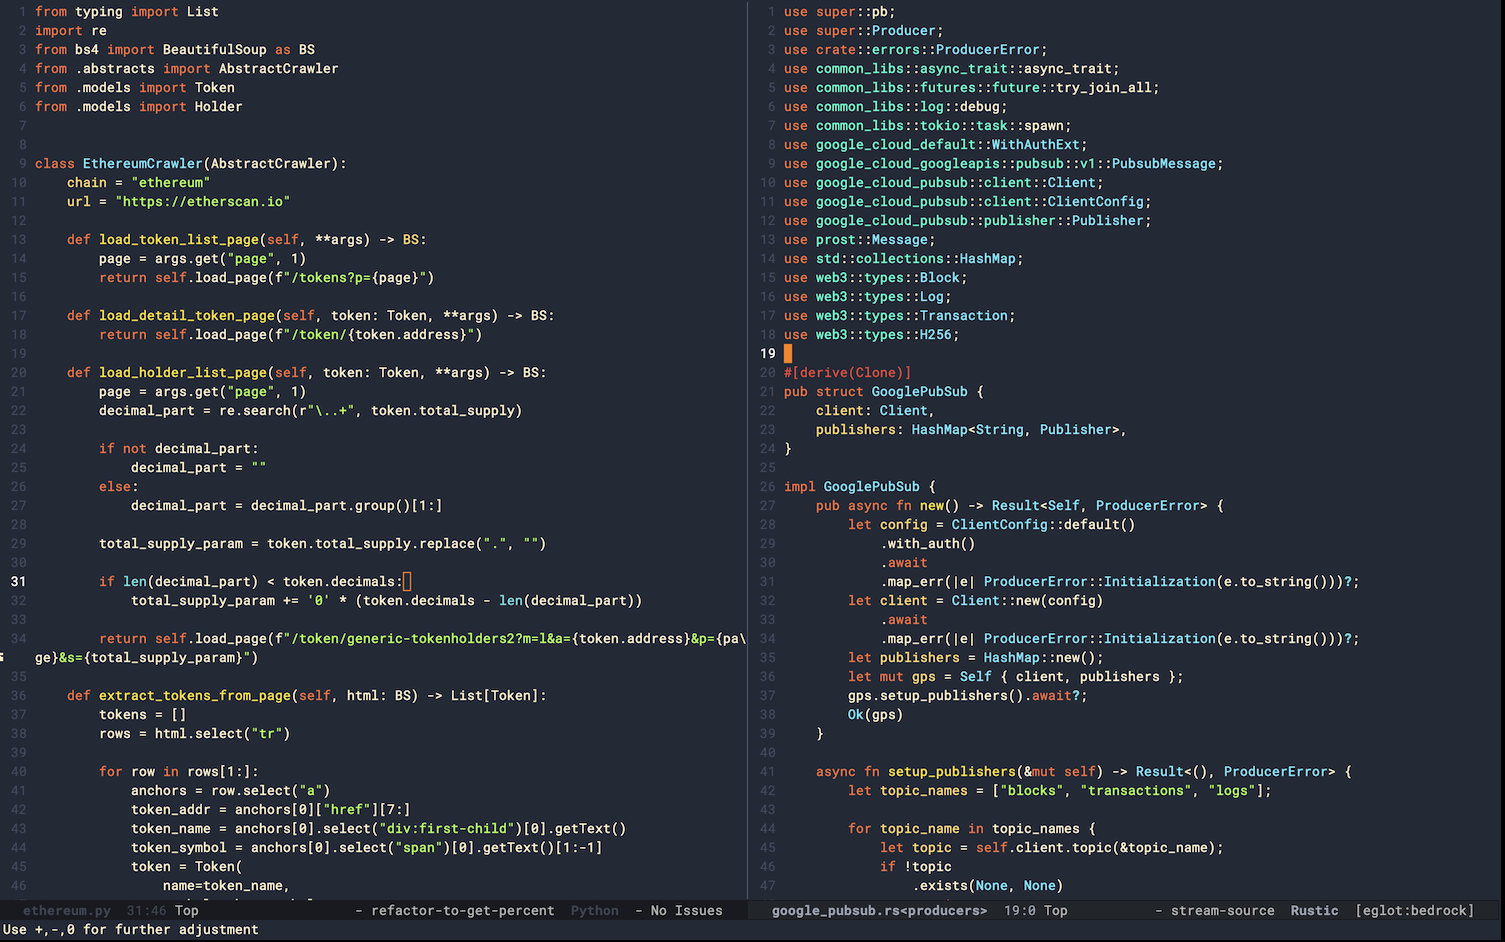 1 from typing import List
2 import re
3 from bs4 import BeautifulSoup as BS
4 from .abstracts import AbstractCrawler
5 from .models import Token
6 from .models import Holder
7
8
9 class EthereumCrawler(AbstractCrawler):
10     chain = "ethereum"
11     url = "https://etherscan.io"
12
13     def load_token_list_page(self, **args) -> BS:
14         page = args.get("page", 1)
15         return self.load_page(f"/tokens?p={page}")
16
17     def load_detail_token_page(self, token: Token, **args) -> BS:
18         return self.load_page(f"/token/{token.address}")
19
20     def load_holder_list_page(self, token: Token, **args) -> BS:
21         page = args.get("page", 1)
22         decimal_part = re.search(r"\..+", token.total_supply)
23
24         if not decimal_part:
25             decimal_part = ""
26         else:
27             decimal_part = decimal_part.group()[1:]
28
29         total_supply_param = token.total_supply.replace(".", "")
30
31         if len(decimal_part) < token.decimals:
32             total_supply_param += '0' * (token.decimals - len(decimal_part))
33
34         return self.load_page(f"/token/generic-tokenholders2?m=l&a={token.address}&p={pa\
ge}&s={total_supply_param}")
35
36     def extract_tokens_from_page(self, html: BS) -> List[Token]:
37         tokens = []
38         rows = html.select("tr")
39
40         for row in rows[1:]:
41             anchors = row.select("a")
42             token_addr = anchors[0]["href"][7:]
43             token_name = anchors[0].select("div:first-child")[0].getText()
44             token_symbol = anchors[0].select("span")[0].getText()[1:-1]
45             token = Token(
46                 name=token_name,
ethereum.py  31:46 Top  - refactor-to-get-percent  Python  - No Issues
1 use super::pb;
2 use super::Producer;
3 use crate::errors::ProducerError;
4 use common_libs::async_trait::async_trait;
5 use common_libs::futures::future::try_join_all;
6 use common_libs::log::debug;
7 use common_libs::tokio::task::spawn;
8 use google_cloud_default::WithAuthExt;
9 use google_cloud_googleapis::pubsub::v1::PubsubMessage;
10 use google_cloud_pubsub::client::Client;
11 use google_cloud_pubsub::client::ClientConfig;
12 use google_cloud_pubsub::publisher::Publisher;
13 use prost::Message;
14 use std::collections::HashMap;
15 use web3::types::Block;
16 use web3::types::Log;
17 use web3::types::Transaction;
18 use web3::types::H256;
19
20 #[derive(Clone)]
21 pub struct GooglePubSub {
22     client: Client,
23     publishers: HashMap<String, Publisher>,
24 }
25
26 impl GooglePubSub {
27     pub async fn new() -> Result<Self, ProducerError> {
28         let config = ClientConfig::default()
29             .with_auth()
30             .await
31             .map_err(|e| ProducerError::Initialization(e.to_string()))?;
32         let client = Client::new(config)
33             .await
34             .map_err(|e| ProducerError::Initialization(e.to_string()))?;
35         let publishers = HashMap::new();
36         let mut gps = Self { client, publishers };
37         gps.setup_publishers().await?;
38         Ok(gps)
39     }
40
41     async fn setup_publishers(&mut self) -> Result<(), ProducerError> {
42         let topic_names = ["blocks", "transactions", "logs"];
43
44         for topic_name in topic_names {
45             let topic = self.client.topic(&topic_name);
46             if !topic
47                 .exists(None, None)
google_pubsub.rs<producers>  19:0 Top  - stream-source  Rustic  [eglot:bedrock]
Use +,-,0 for further adjustment